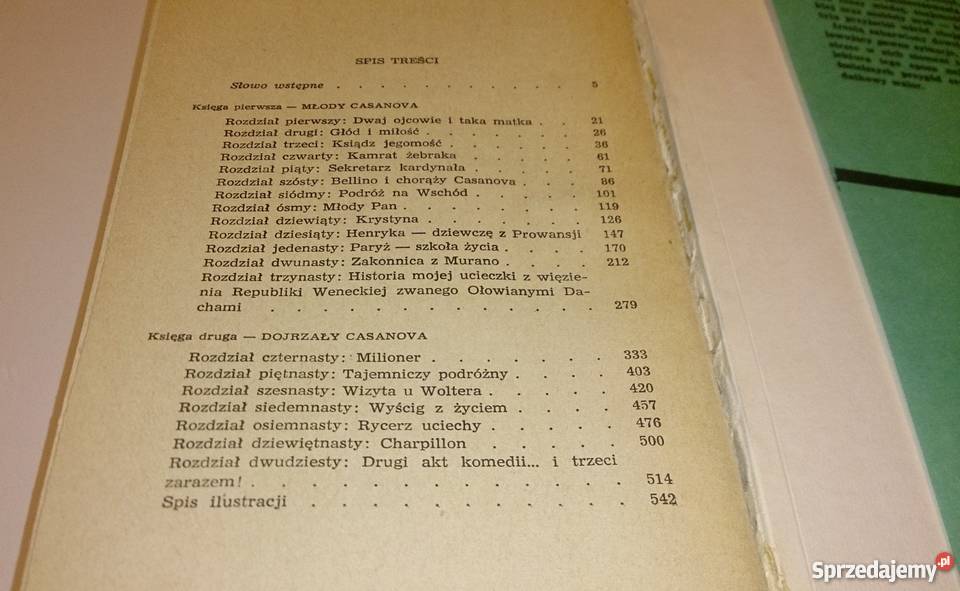 SPIS TREŚCI
Słowo wstępne . . . . . . . . . . 5
Księga pierwsza — MŁODY CASANOVA
Rozdział pierwszy: Dwaj ojcowie i taka matka . . 21
Rozdział drugi: Głód i miłość . . . . . . . 26
Rozdział trzeci: Ksiądz jegomość . . . . . . 36
Rozdział czwarty: Kamrat żebraka . . . . . 61
Rozdział piąty: Sekretarz kardynała . . . . . 71
Rozdział szósty: Bellino i chorąży Casanova . . . 86
Rozdział siódmy: Podróż na Wschód . . . . . 101
Rozdział ósmy: Młody Pan . . . . . . . . 119
Rozdział dziewiąty: Krystyna . . . . . . . 126
Rozdział dziesiąty: Henryka — dziewczę z Prowansji 147
Rozdział jedenasty: Paryż — szkoła życia . . . . 170
Rozdział dwunasty: Zakonnica z Murano . . . . 212
Rozdział trzynasty: Historia mojej ucieczki z więzie-
nia Republiki Weneckiej zwanego Ołowianymi Da-
chami . . . . . . . . . . . 279
Księga druga — DOJRZAŁY CASANOVA
Rozdział czternasty: Milioner . . . . . . . 333
Rozdział piętnasty: Tajemniczy podróżny . . . . 403
Rozdział szesnasty: Wizyta u Woltera . . . . . 420
Rozdział siedemnasty: Wyścig z życiem . . . . 457
Rozdział osiemnasty: Rycerz uciechy . . . . . 476
Rozdział dziewiętnasty: Charpillon . . . . . 500
Rozdział dwudziesty: Drugi akt komedii... i trzeci
zarazem! . . . . . . . . . . . . . 514
Spis ilustracji . . . . . . . . . . . 542
Sprzedajemy.pl